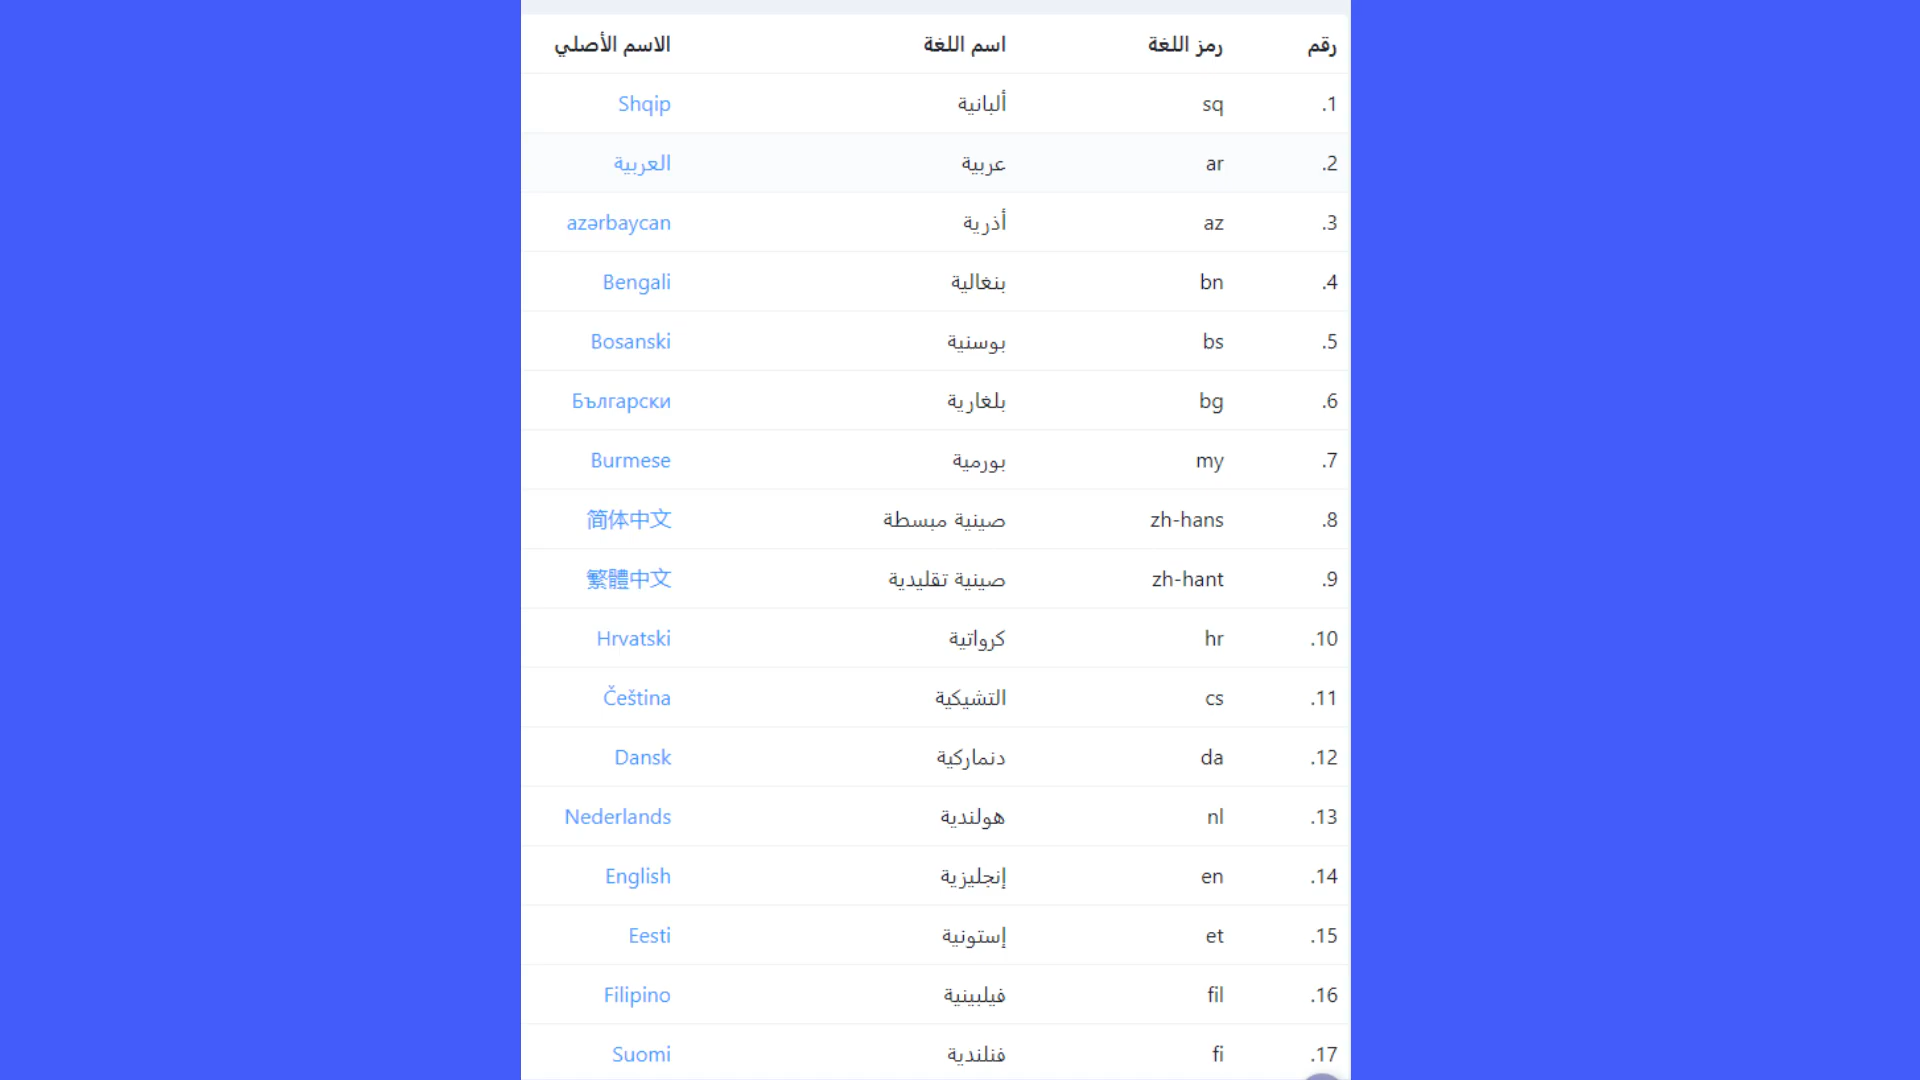 رقم رمز اللغة اسم اللغة الاسم الأصلي
1. sq ألبانية Shqip
2. ar عربية العربية
3. az أذرية azərbaycan
4. bn بنغالية Bengali
5. bs بوسنية Bosanski
6. bg بلغارية Български
7. my بورمية Burmese
8. zh-hans صينية مبسطة 简体中文
9. zh-hant صينية تقليدية 繁體中文
10. hr كرواتية Hrvatski
11. cs التشيكية Čeština
12. da دنماركية Dansk
13. nl هولندية Nederlands
14. en إنجليزية English
15. et إستونية Eesti
16. fil فيلبينية Filipino
17. fi فنلندية Suomi